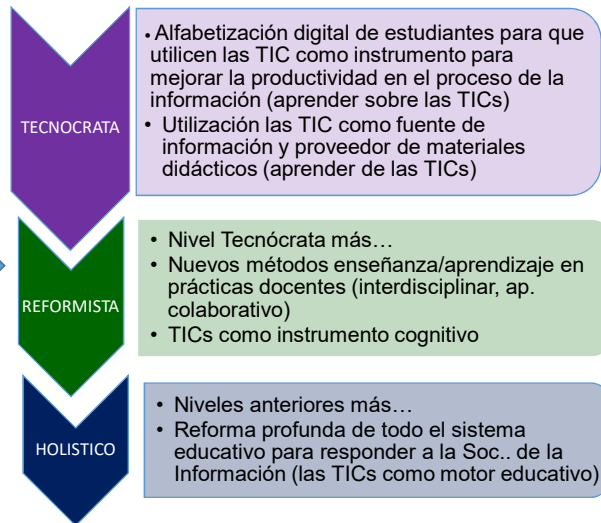 TECNOCRATA
• Alfabetización digital de estudiantes para que
utilicen las TIC como instrumento para
mejorar la productividad en el proceso de la
información (aprender sobre las TICs)
• Utilización las TIC como fuente de
información y proveedor de materiales
didácticos (aprender de las TICs)
REFORMISTA
• Nivel Tecnócrata más…
• Nuevos métodos enseñanza/aprendizaje en
prácticas docentes (interdisciplinar, ap.
colaborativo)
• TICs como instrumento cognitivo
HOLISTICO
• Niveles anteriores más…
• Reforma profunda de todo el sistema
educativo para responder a la Soc.. de la
Información (las TICs como motor educativo)